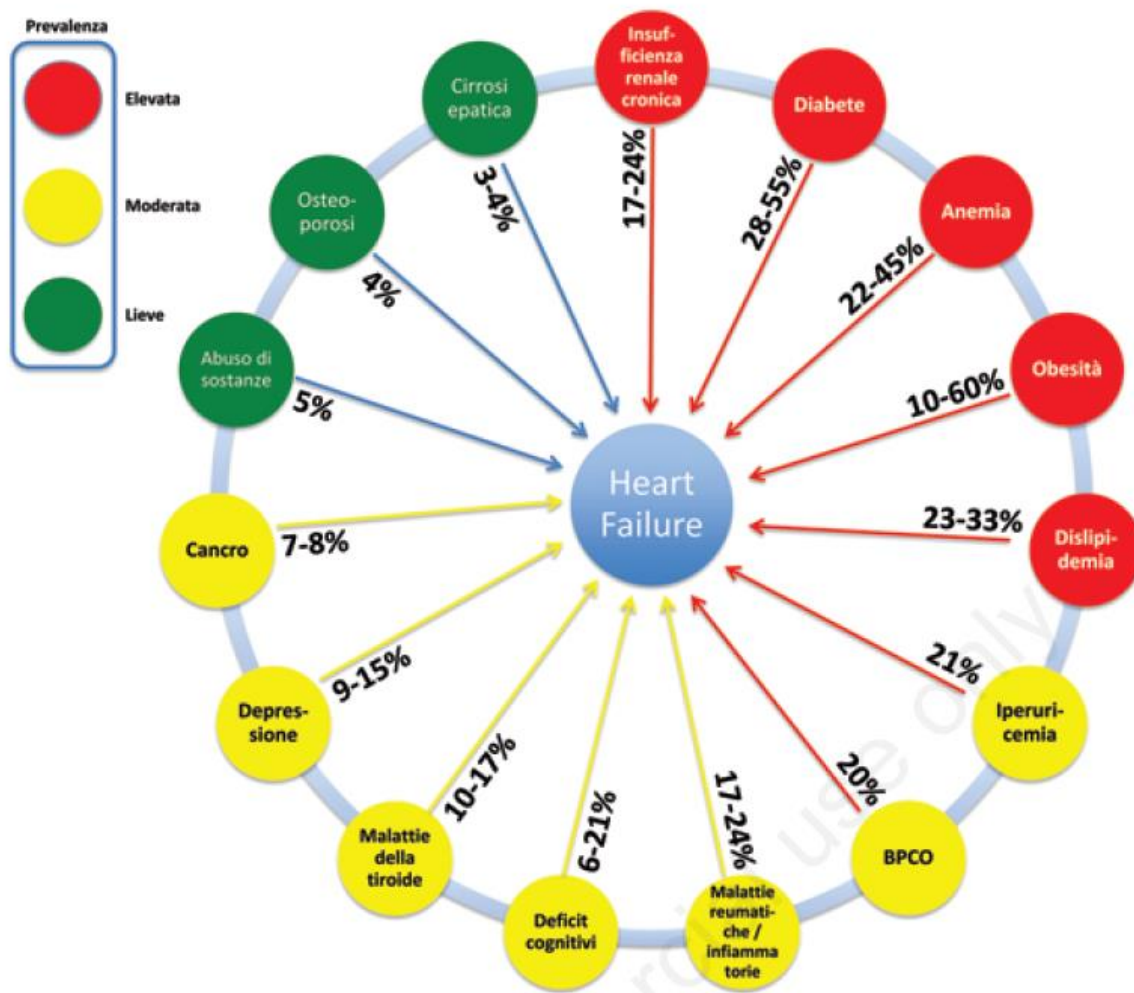 Prevalenza
Elevata
Moderata
Lieve
Insuf-
ficienza
renale
cronica
17-24%
Diabete
28-55%
Anemia
22-45%
Obesità
10-60%
Dislipi-
demia
23-33%
Iperuri-
cemia
21%
BPCO
20%
Malattie
reumati-
che /
infiamma
torie
17-24%
Deficit
cognitivi
6-21%
Malattie
della
tiroide
10-17%
Depres-
sione
9-15%
Cancro
7-8%
Abuso di
sostanze
5%
Osteo-
porosi
4%
Cirrosi
epatica
3-4%
Heart
Failure
use only